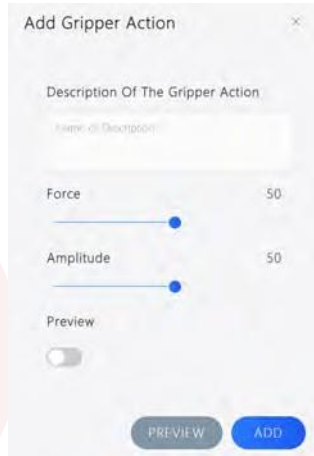 Add Gripper Action ×
Description Of The Gripper Action
Name or Description
Force 50
Amplitude 50
Preview
PREVIEW ADD